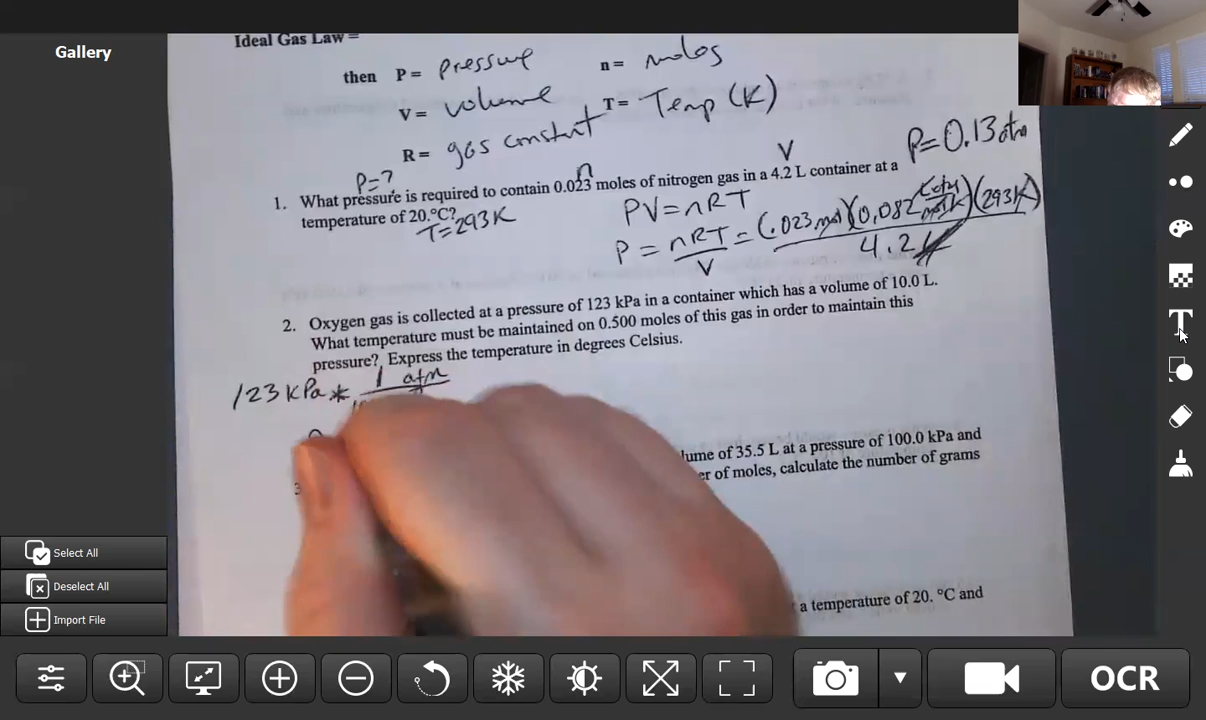 Gallery
Ideal Gas Law =
then P = pressure n = moles
V = volume T = Temp (K)
R = gas constant
P=? n V P=0.13 atm
1. What pressure is required to contain 0.023 moles of nitrogen gas in a 4.2 L container at a
temperature of 20.°C?
T=293K
PV=nRT
P = nRT/V = (.023 mol)(0.082 L atm/mol K)(293K)/4.2 L
2. Oxygen gas is collected at a pressure of 123 kPa in a container which has a volume of 10.0 L.
What temperature must be maintained on 0.500 moles of this gas in order to maintain this
pressure? Express the temperature in degrees Celsius.
123 KPa * 1 atm
lume of 35.5 L at a pressure of 100.0 kPa and
er of moles, calculate the number of grams
a temperature of 20. °C and
Select All
Deselect All
Import File
T
OCR